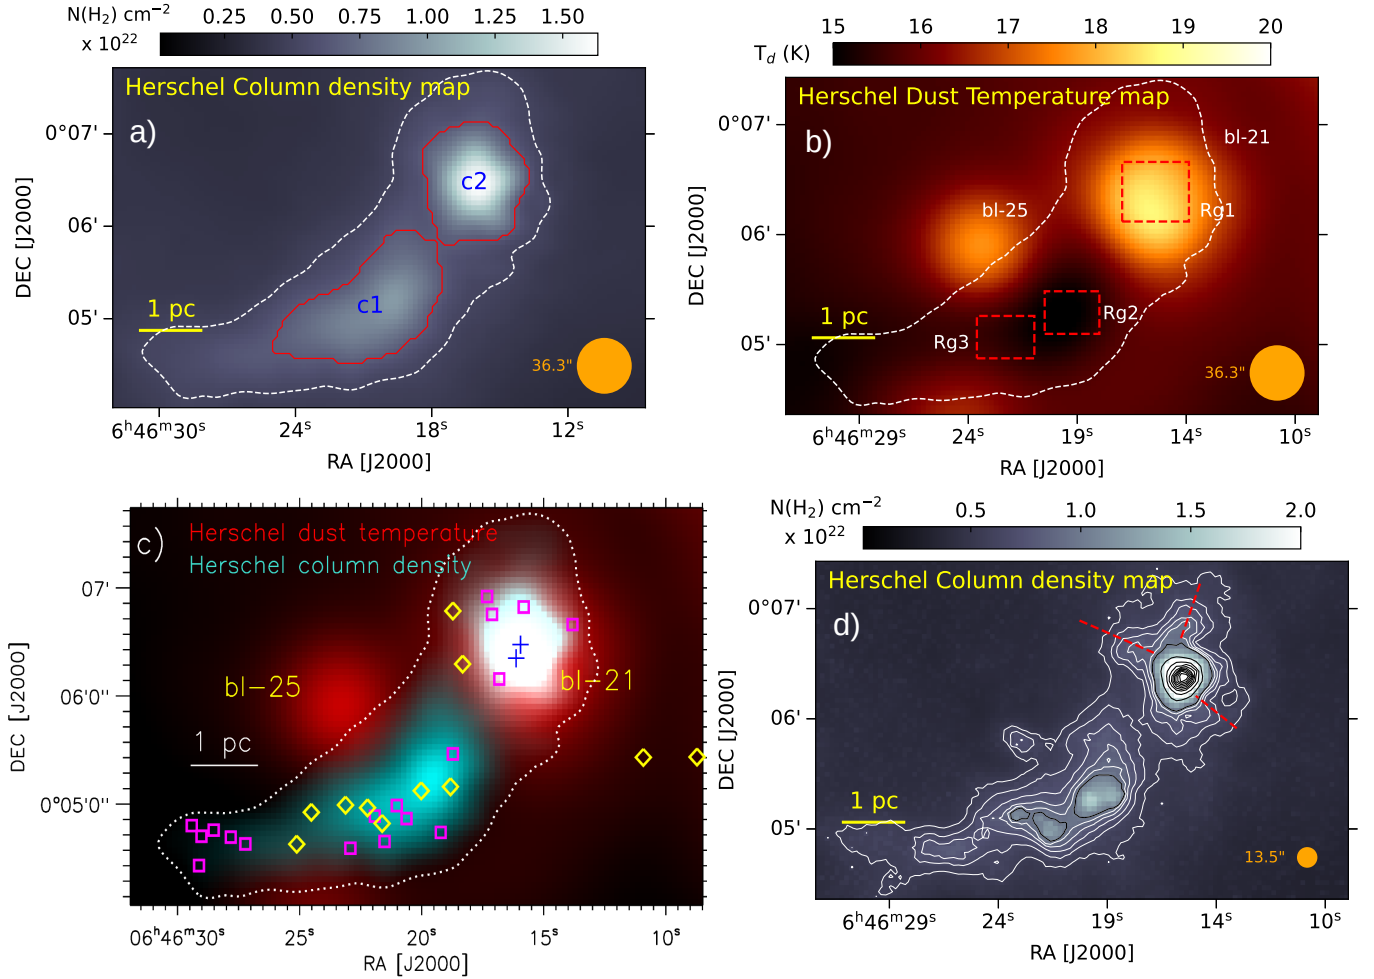 N(H₂) cm⁻² 0.25 0.50 0.75 1.00 1.25 1.50
x 10²²
Herschel Column density map
a)
0°07'
06'
05'
c2
c1
1 pc
36.3"
6ʰ46ᵐ30ˢ 24ˢ 18ˢ 12ˢ
RA [J2000]
DEC [J2000]
15 16 17 18 19 20
T_d (K)
Herschel Dust Temperature map
b)
0°07'
06'
05'
bl-21
bl-25
Rg1
Rg2
Rg3
1 pc
36.3"
6ʰ46ᵐ29ˢ 24ˢ 19ˢ 14ˢ 10ˢ
RA [J2000]
DEC [J2000]
c)
Herschel dust temperature
Herschel column density
07'
06'0''
0°05'0''
bl-25
bl-21
1 pc
06ʰ46ᵐ30ˢ 25ˢ 20ˢ 15ˢ 10ˢ
RA [J2000]
DEC [J2000]
N(H₂) cm⁻² 0.5 1.0 1.5 2.0
x 10²²
Herschel Column density map
d)
0°07'
06'
05'
1 pc
13.5"
6ʰ46ᵐ29ˢ 24ˢ 19ˢ 14ˢ 10ˢ
RA [J2000]
DEC [J2000]